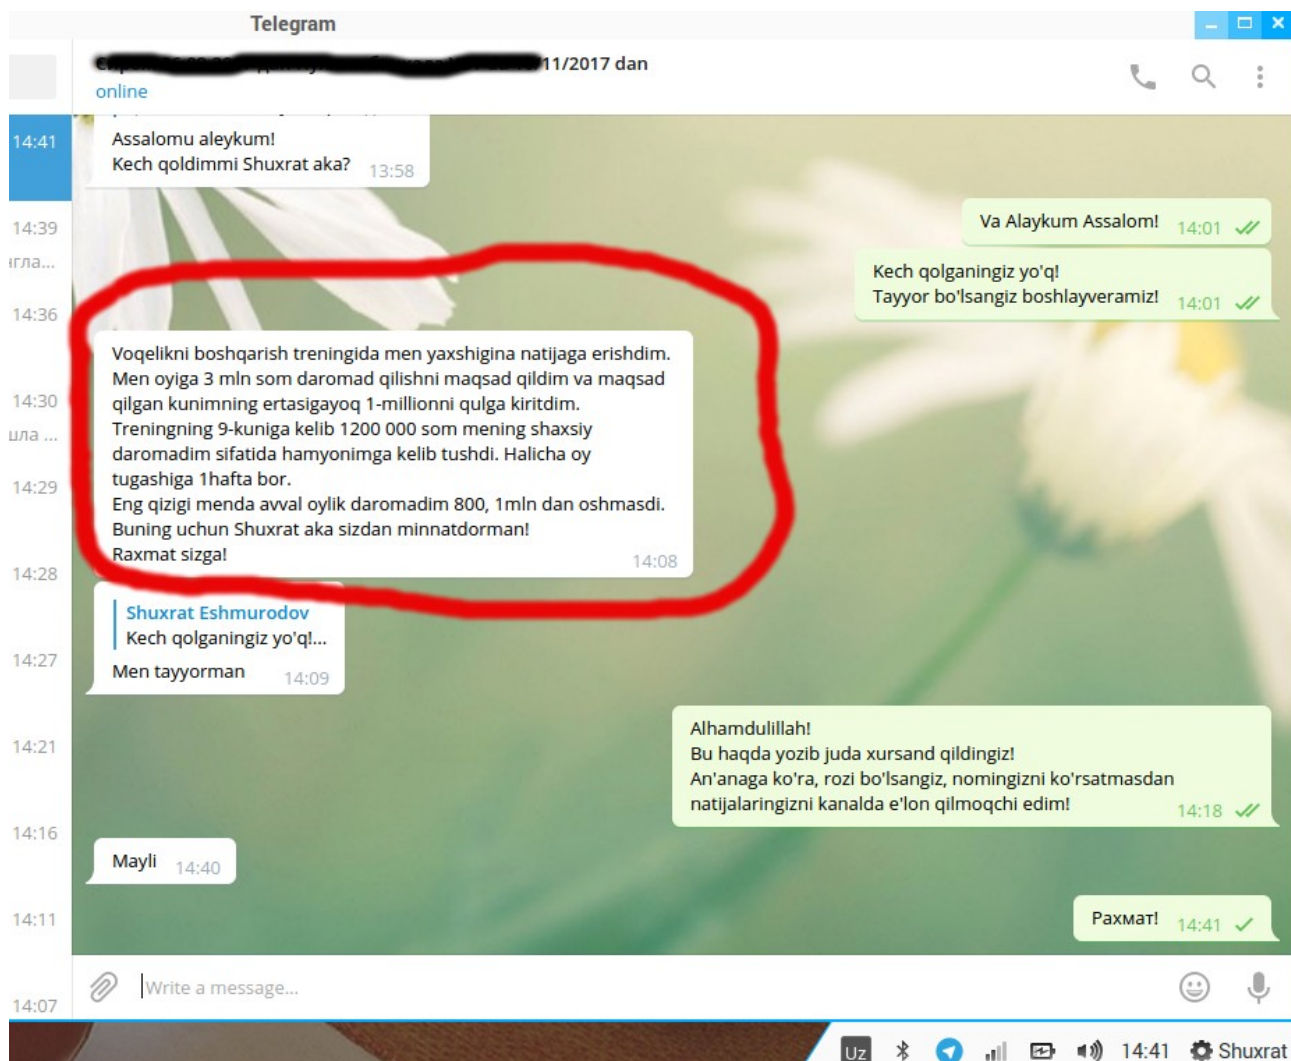 Telegram
11/2017 dan
online
14:41
Assalomu aleykum!
Kech qoldimmi Shuxrat aka? 13:58
14:39
Va Alaykum Assalom! 14:01
Kech qolganingiz yo'q!
Tayyor bo'lsangiz boshlayveramiz! 14:01
14:36
Voqelikni boshqarish treningida men yaxshigina natijaga erishdim.
Men oyiga 3 mln som daromad qilishni maqsad qildim va maqsad
qilgan kunimning ertasigayoq 1-millionni qulga kiritdim.
Treningning 9-kuniga kelib 1200 000 som mening shaxsiy
daromadim sifatida hamyonimga kelib tushdi. Halicha oy
tugashiga 1hafta bor.
Eng qizigi menda avval oylik daromadim 800, 1mln dan oshmasdi.
Buning uchun Shuxrat aka sizdan minnatdorman!
Raxmat sizga! 14:08
14:30
14:29
14:28
Shuxrat Eshmurodov
Kech qolganingiz yo'q!...
Men tayyorman 14:09
14:27
Alhamdulillah!
Bu haqda yozib juda xursand qildingiz!
An'anaga ko'ra, rozi bo'lsangiz, nomingizni ko'rsatmasdan
natijalaringizni kanalda e'lon qilmoqchi edim! 14:18
14:21
14:16
Mayli 14:40
14:11
Рахмат! 14:41
14:07
Write a message...
Uz 14:41 Shuxrat